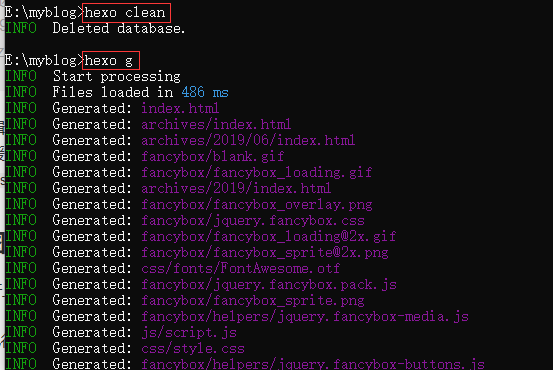 E:\myblog>hexo clean
INFO  Deleted database.
E:\myblog>hexo g
INFO  Start processing
INFO  Files loaded in 486 ms
INFO  Generated: index.html
INFO  Generated: archives/index.html
INFO  Generated: archives/2019/06/index.html
INFO  Generated: fancybox/blank.gif
INFO  Generated: fancybox/fancybox_loading.gif
INFO  Generated: archives/2019/index.html
INFO  Generated: fancybox/fancybox_overlay.png
INFO  Generated: fancybox/jquery.fancybox.css
INFO  Generated: fancybox/fancybox_loading@2x.gif
INFO  Generated: fancybox/fancybox_sprite@2x.png
INFO  Generated: css/fonts/FontAwesome.otf
INFO  Generated: fancybox/jquery.fancybox.pack.js
INFO  Generated: fancybox/fancybox_sprite.png
INFO  Generated: fancybox/helpers/jquery.fancybox-media.js
INFO  Generated: js/script.js
INFO  Generated: css/style.css
INFO  Generated: fancybox/helpers/jquery.fancybox-buttons.js